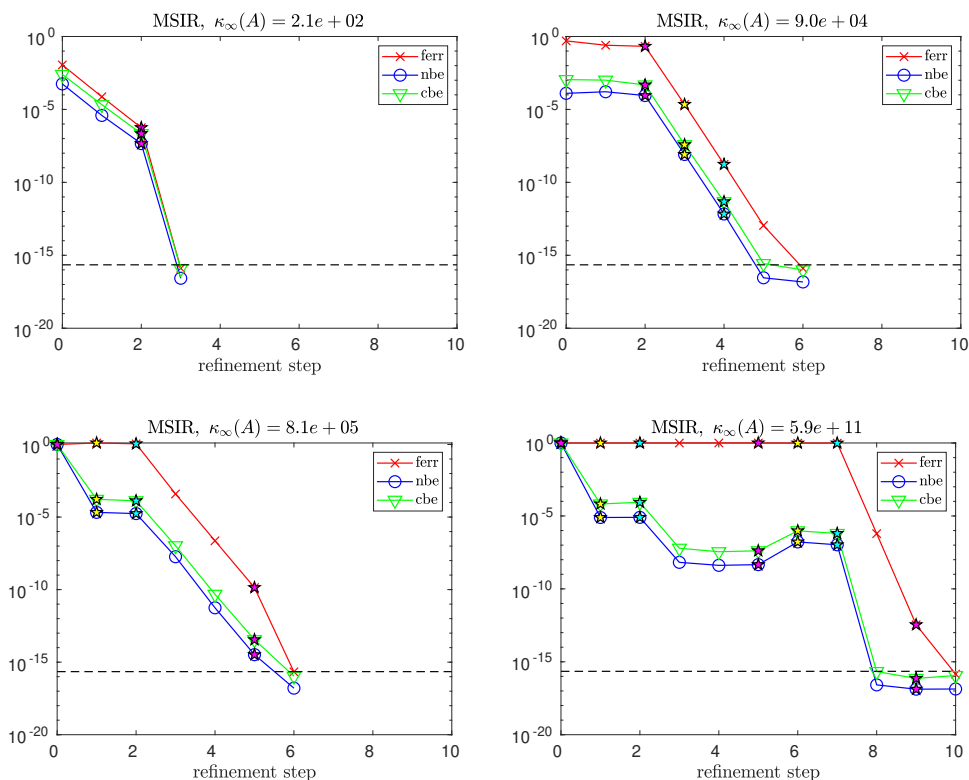 MSIR, κ∞(A) = 2.1e + 02
10^0
10^-5
10^-10
10^-15
10^-20
ferr
nbe
cbe
0 2 4 6 8 10
refinement step
MSIR, κ∞(A) = 9.0e + 04
10^0
10^-5
10^-10
10^-15
10^-20
ferr
nbe
cbe
0 2 4 6 8 10
refinement step
MSIR, κ∞(A) = 8.1e + 05
10^0
10^-5
10^-10
10^-15
10^-20
ferr
nbe
cbe
0 2 4 6 8 10
refinement step
MSIR, κ∞(A) = 5.9e + 11
10^0
10^-5
10^-10
10^-15
10^-20
ferr
nbe
cbe
0 2 4 6 8 10
refinement step